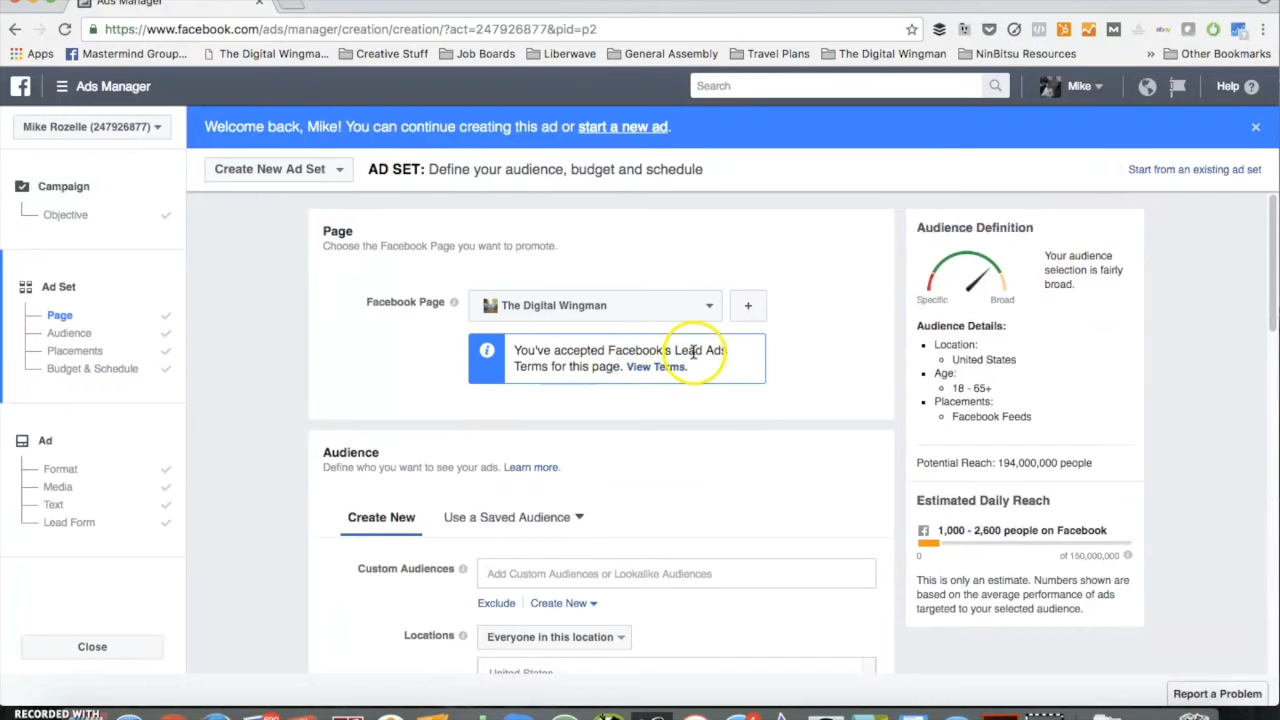 Ads Manager
https://www.facebook.com/ads/manager/creation/creation/?act=247926877&pid=p2
Apps
Mastermind Group...
The Digital Wingma...
Creative Stuff
Job Boards
Liberwave
General Assembly
Travel Plans
The Digital Wingman
NinBitsu Resources
»
Other Bookmarks
Ads Manager
Search
Mike
Help
Mike Rozelle (247926877)
Welcome back, Mike! You can continue creating this ad or start a new ad.
Create New Ad Set
AD SET: Define your audience, budget and schedule
Start from an existing ad set
Campaign
Objective
Ad Set
Page
Audience
Placements
Budget & Schedule
Ad
Format
Media
Text
Lead Form
Close
Page
Choose the Facebook Page you want to promote.
Facebook Page
The Digital Wingman
+
You've accepted Facebook's Lead Ads
Terms for this page. View Terms.
Audience
Define who you want to see your ads. Learn more.
Create New
Use a Saved Audience
Custom Audiences
Add Custom Audiences or Lookalike Audiences
Exclude
Create New
Locations
Everyone in this location
United States
Audience Definition
Specific
Broad
Your audience
selection is fairly
broad.
Audience Details:
Location:
United States
Age:
18 - 65+
Placements:
Facebook Feeds
Potential Reach: 194,000,000 people
Estimated Daily Reach
1,000 - 2,600 people on Facebook
0
of 150,000,000
This is only an estimate. Numbers shown are
based on the average performance of ads
targeted to your selected audience.
Report a Problem
RECORDED WITH